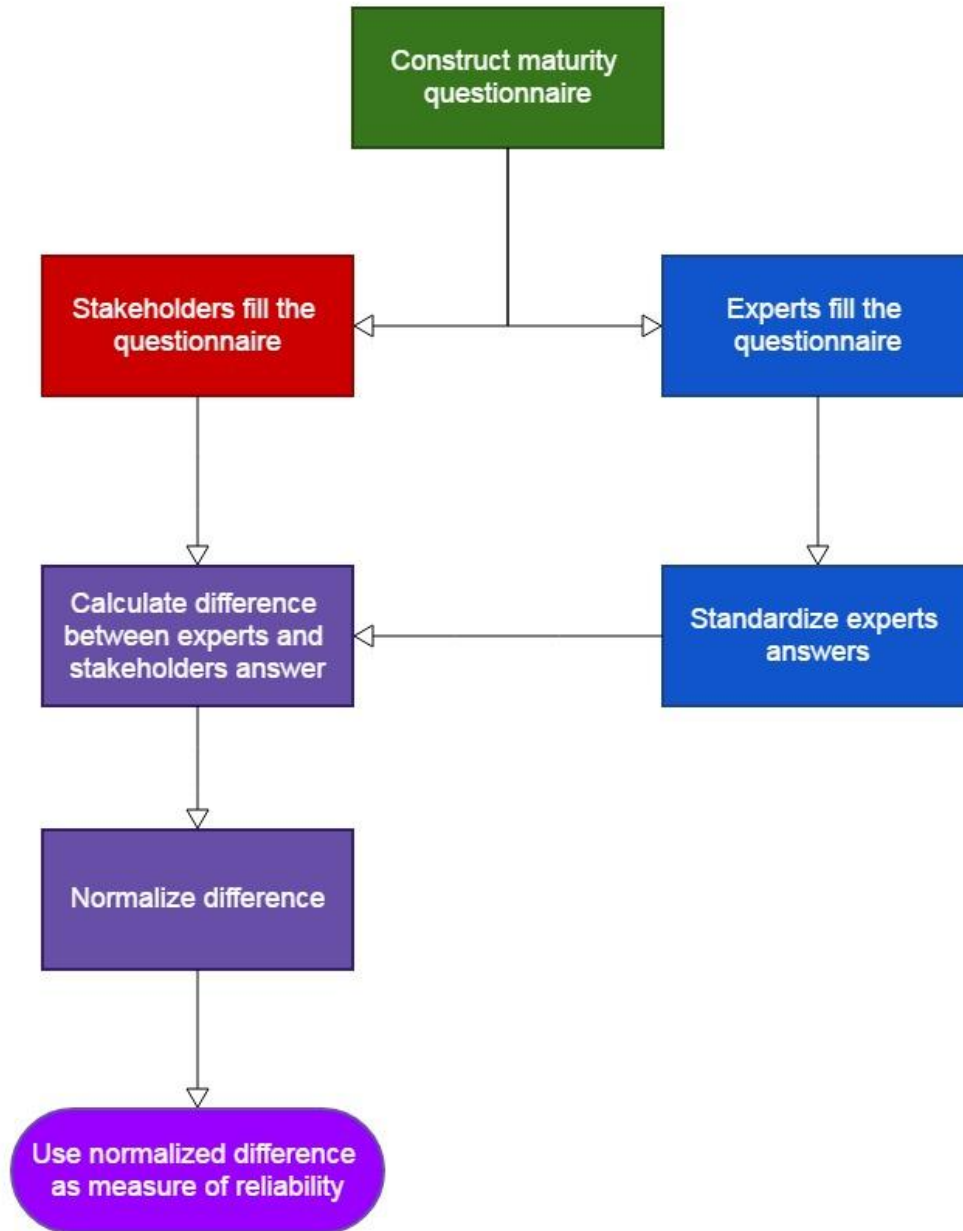 Construct maturity
questionnaire
Stakeholders fill the
questionnaire
Experts fill the
questionnaire
Calculate difference
between experts and
stakeholders answer
Standardize experts
answers
Normalize difference
Use normalized difference
as measure of reliability